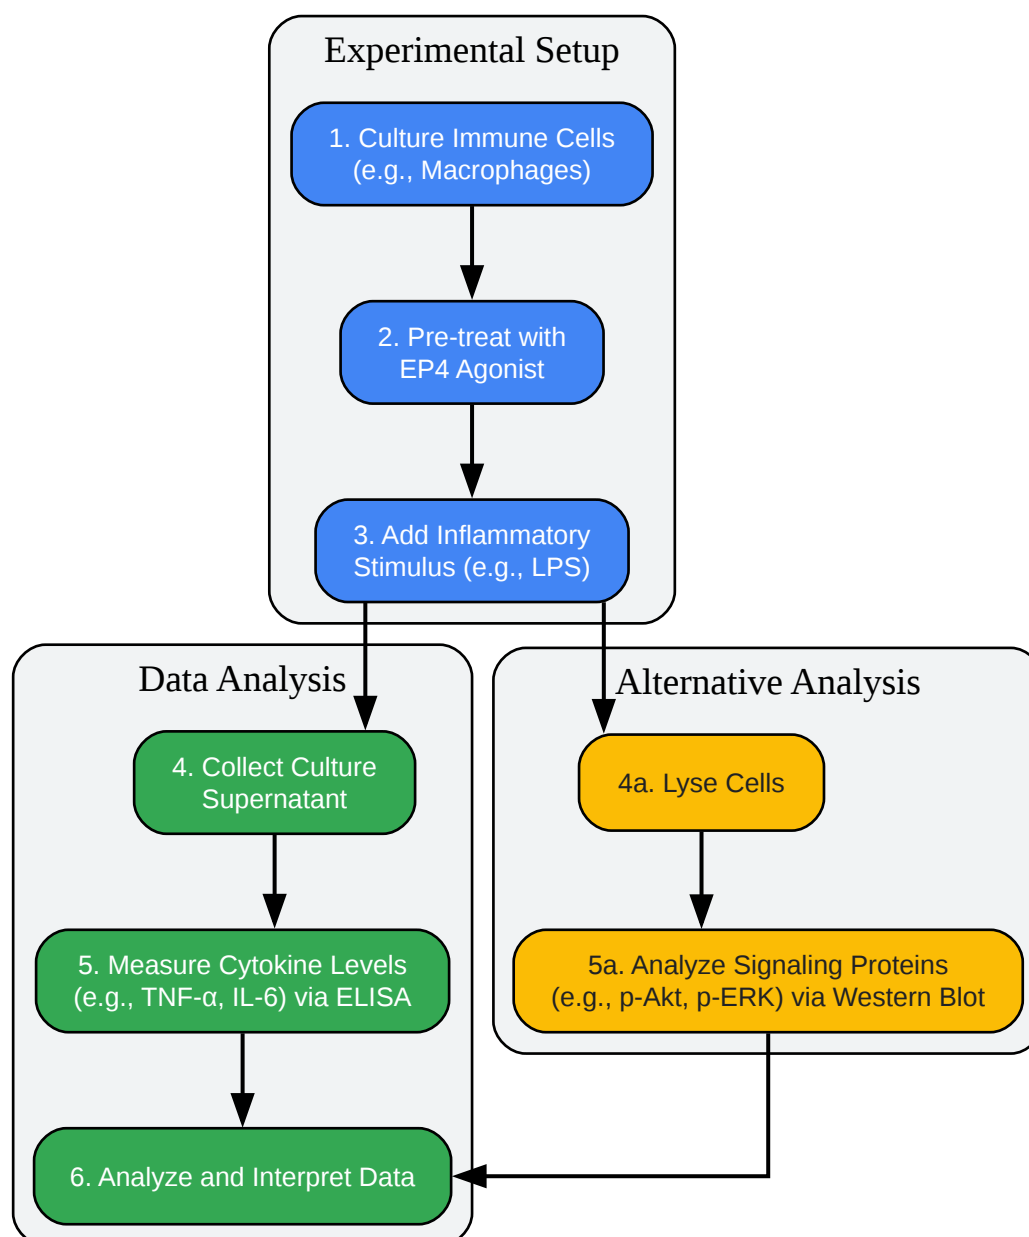 Experimental Setup
1. Culture Immune Cells
(e.g., Macrophages)
2. Pre-treat with
EP4 Agonist
3. Add Inflammatory
Stimulus (e.g., LPS)
Data Analysis
4. Collect Culture
Supernatant
5. Measure Cytokine Levels
(e.g., TNF-α, IL-6) via ELISA
6. Analyze and Interpret Data
Alternative Analysis
4a. Lyse Cells
5a. Analyze Signaling Proteins
(e.g., p-Akt, p-ERK) via Western Blot